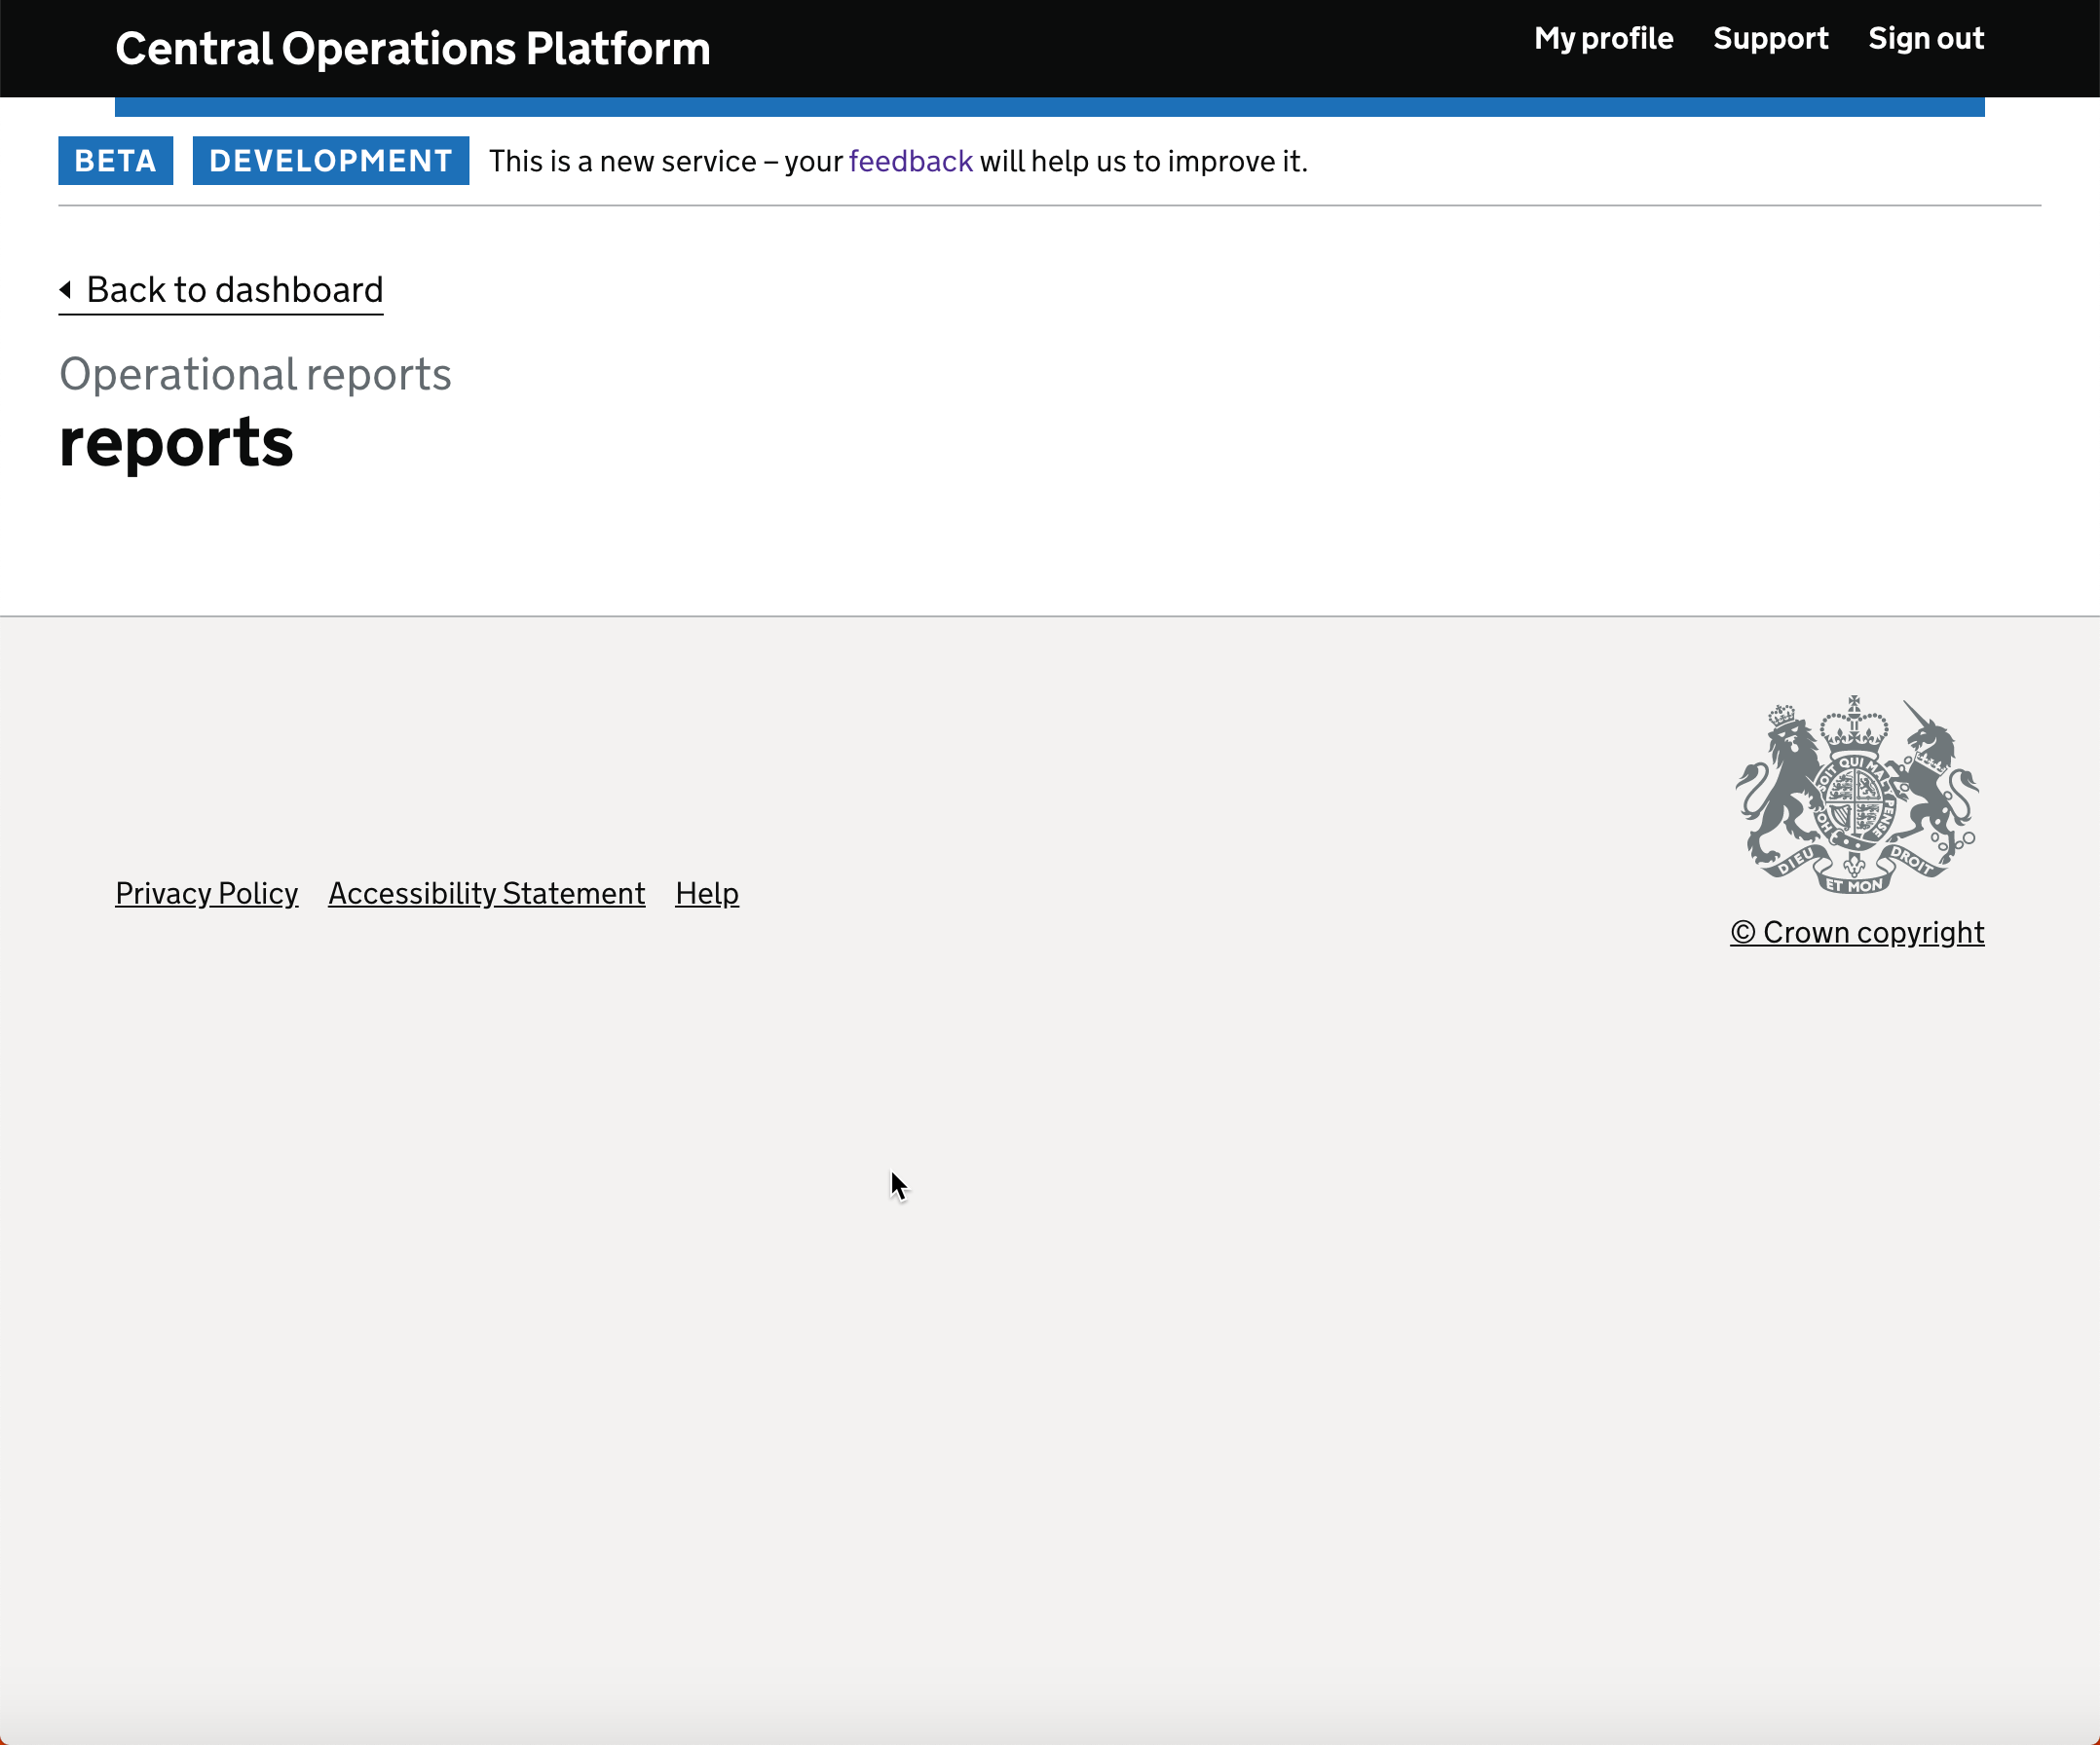 Central Operations Platform
My profile Support Sign out
BETA DEVELOPMENT This is a new service – your feedback will help us to improve it.
Back to dashboard
Operational reports
reports
HONI SOIT QUI MAL Y PENSE
DIEU ET MON DROIT
Privacy Policy Accessibility Statement Help
© Crown copyright